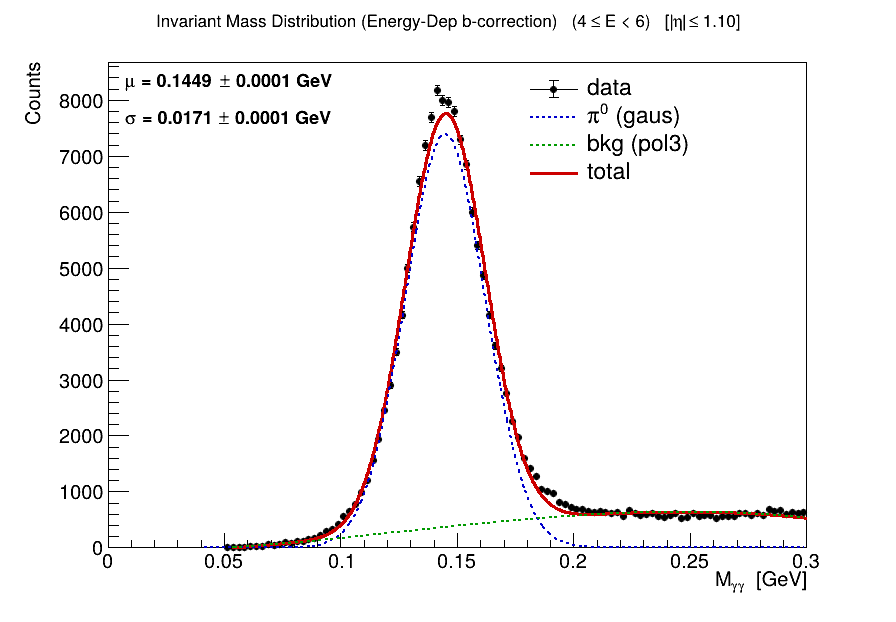 Invariant Mass Distribution (Energy-Dep b-correction) (4 ≤ E < 6) [|η| ≤ 1.10]
Counts
μ = 0.1449 ± 0.0001 GeV
σ = 0.0171 ± 0.0001 GeV
data
π⁰ (gaus)
bkg (pol3)
total
8000
7000
6000
5000
4000
3000
2000
1000
0
0 0.05 0.1 0.15 0.2 0.25 0.3
Mγγ [GeV]